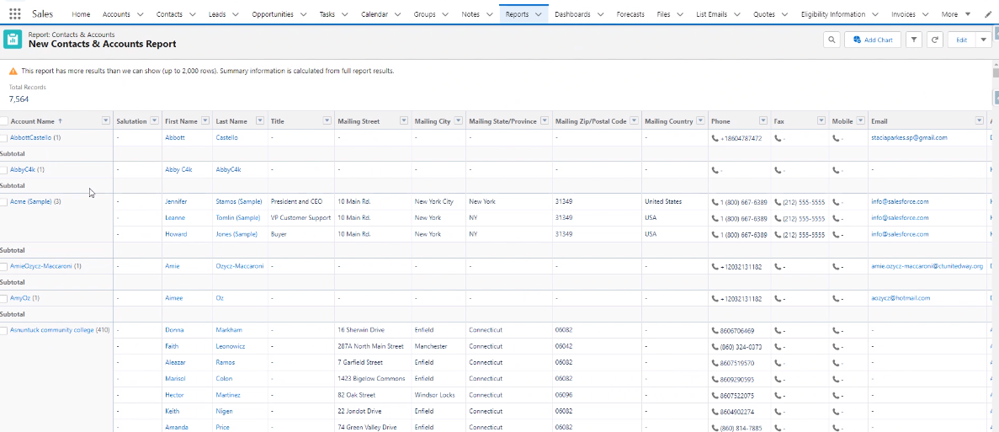 Sales Home Accounts Contacts Leads Opportunities Tasks Calendar Groups Notes Reports Dashboards Forecasts Files List Emails Quotes Eligibility Information Invoices More
Report: Contacts & Accounts
New Contacts & Accounts Report
Add Chart Edit
This report has more results than we can show (up to 2,000 rows). Summary information is calculated from full report results.
Total Records
7,564
Account Name ↑ Salutation First Name Last Name Title Mailing Street Mailing City Mailing State/Province Mailing Zip/Postal Code Mailing Country Phone Fax Mobile Email
AbbottCastello (1) - Abbott Castello - - - - - - +18604787472 - - staciaparkes.sp@gmail.com
Subtotal
AbbyC4k (1) - Abby C4k AbbyC4k - - - - - - - - - -
Subtotal
Acme (Sample) (3) - Jennifer Stamos (Sample) President and CEO 10 Main Rd. New York City New York 31349 United States 1 (800) 667-6389 (212) 555-5555 - info@salesforce.com
- Leanne Tomlin (Sample) VP Customer Support 10 Main Rd. New York NY 31349 USA 1 (800) 667-6389 (212) 555-5555 - info@salesforce.com
- Howard Jones (Sample) Buyer 10 Main Rd. New York NY 31349 USA 1 (800) 667-6389 (212) 555-5555 - info@salesforce.com
Subtotal
AmieOzycz-Maccaroni (1) - Amie Ozycz-Maccaroni - - - - - - +12032131182 - - amie.ozycz-maccaroni@ctunitedway.org
Subtotal
AmyOz (1) - Aimee Oz - - - - - - +12032131182 - - aozycz@hotmail.com
Subtotal
Asnuntuck community college (410) - Donna Markham - 16 Sherwin Drive Enfield Connecticut 06082 - 8606706469 - - -
- Faith Leonowicz - 287A North Main Street Manchester Connecticut 06042 - (860) 324-0373 - - -
- Aleazar Ramos - 7 Garfield Street Enfield Connecticut 06082 - 8607519570 - - -
- Marisol Colon - 1423 Bigelow Commons Enfield Connecticut 06082 - 8609290595 - - -
- Hector Martinez - 82 Oak Street Windsor Locks Connecticut 06096 - 8607522075 - - -
- Keith Nigen - 22 Jondot Drive Enfield Connecticut 06082 - 8604902274 - - -
- Amanda Price - 74 Green Valley Drive Enfield Connecticut 06082 - (860) 814-7885 - - -